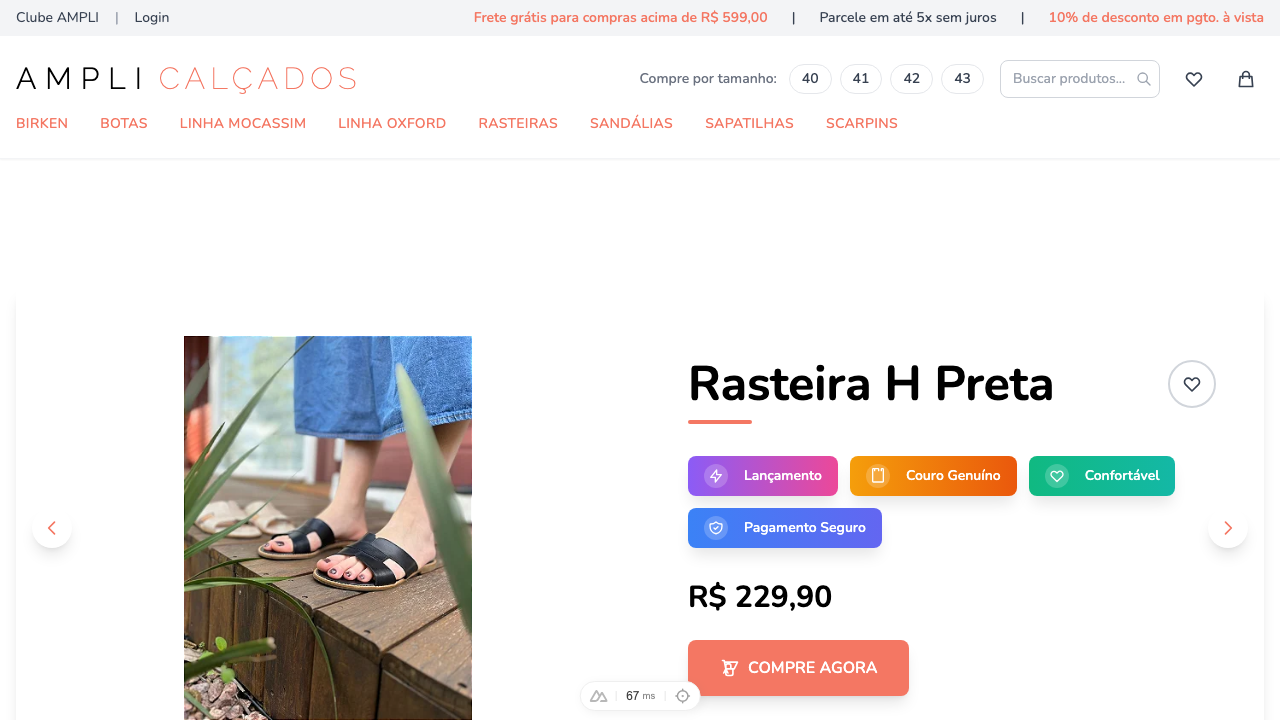 Clube AMPLI | Login
Frete grátis para compras acima de R$ 599,00 | Parcele em até 5x sem juros | 10% de desconto em pgto. à vista
AMPLI CALÇADOS
Compre por tamanho: 40 41 42 43
Buscar produtos...
BIRKEN BOTAS LINHA MOCASSIM LINHA OXFORD RASTEIRAS SANDÁLIAS SAPATILHAS SCARPINS
Rasteira H Preta
Lançamento Couro Genuíno Confortável
Pagamento Seguro
R$ 229,90
COMPRE AGORA
67 ms